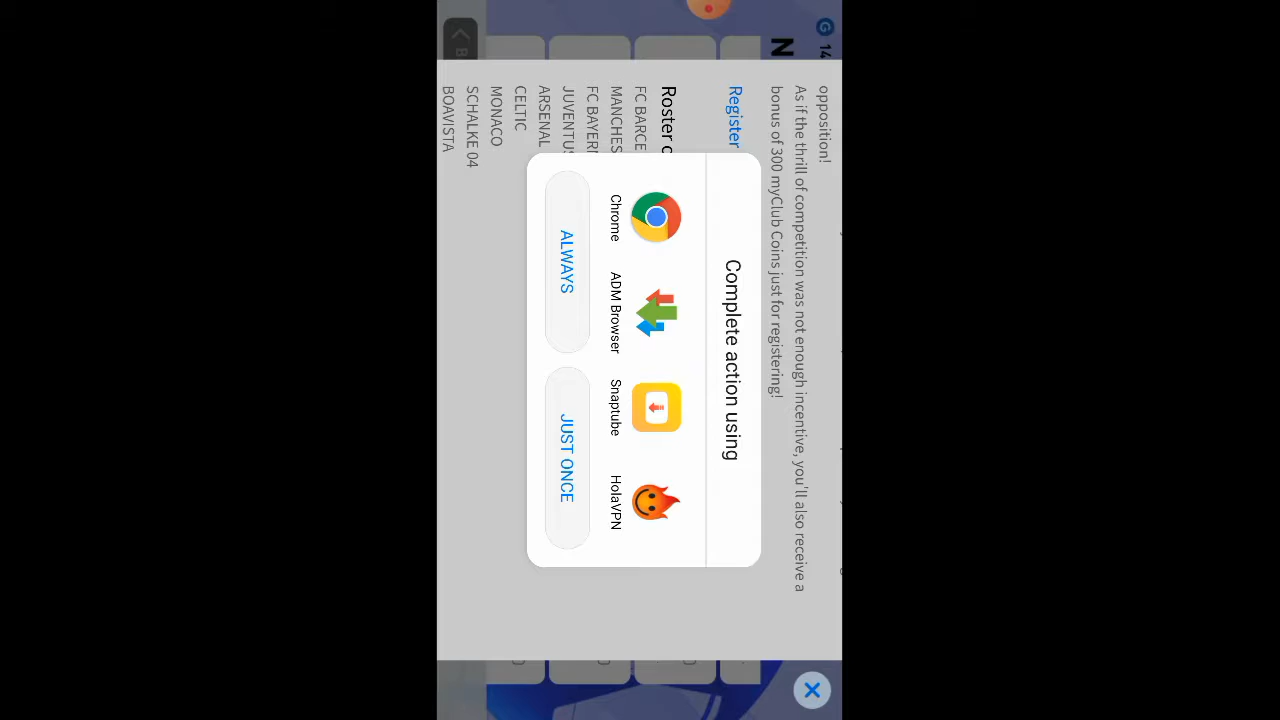 14
N
B
opposition!
As if the thrill of competition was not enough incentive, you'll also receive a
bonus of 300 myClub Coins just for registering!
Register
Roster
FC BARCE
MANCHES
FC BAYER
JUVENTUS
ARSENAL
CELTIC
MONACO
SCHALKE 04
BOAVISTA
Complete action using
Chrome
ADM Browser
Snaptube
HolaVPN
ALWAYS
JUST ONCE